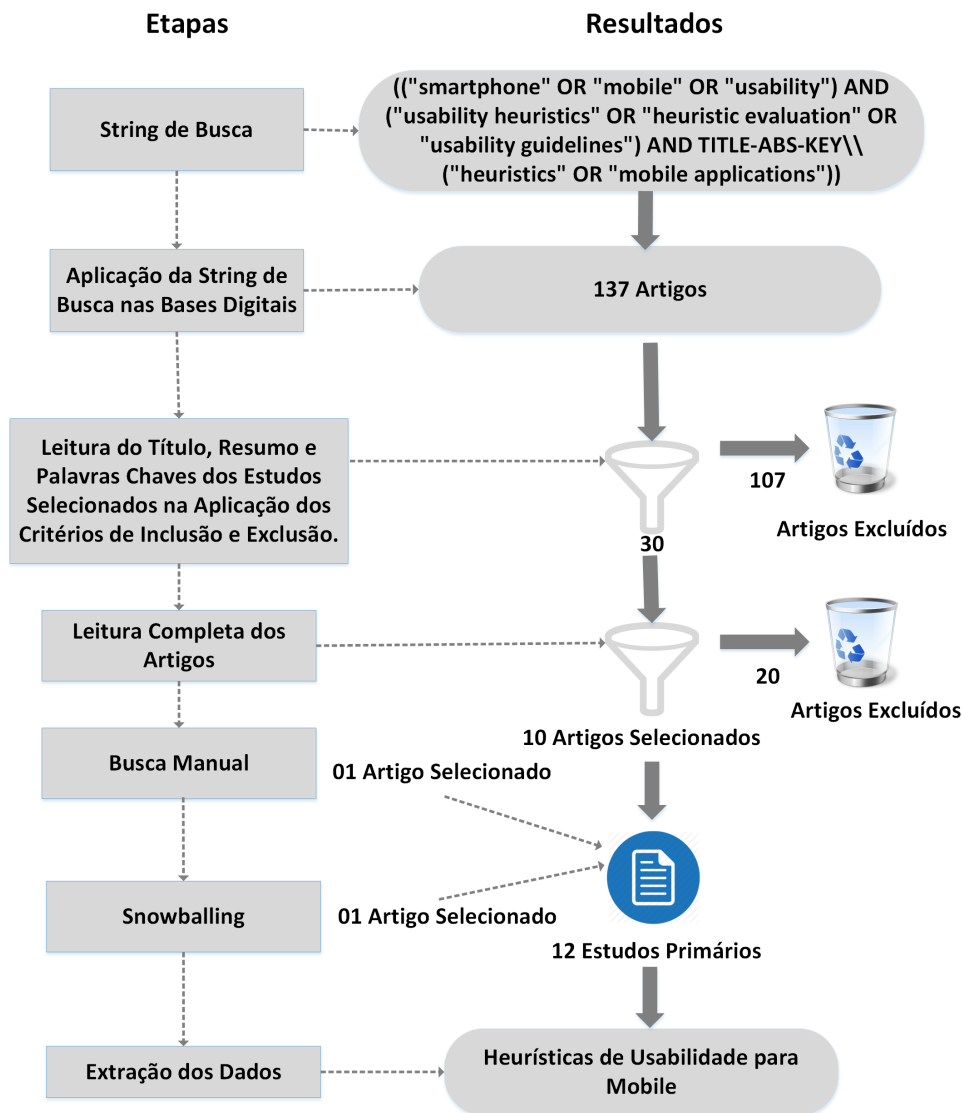 Etapas
Resultados
String de Busca
(("smartphone" OR "mobile" OR "usability") AND
("usability heuristics" OR "heuristic evaluation" OR
"usability guidelines") AND TITLE-ABS-KEY\\
("heuristics" OR "mobile applications"))
Aplicação da String de
Busca nas Bases Digitais
137 Artigos
Leitura do Título, Resumo e
Palavras Chaves dos Estudos
Selecionados na Aplicação dos
Critérios de Inclusão e Exclusão.
107
Artigos Excluídos
30
Leitura Completa dos
Artigos
20
Artigos Excluídos
10 Artigos Selecionados
Busca Manual
01 Artigo Selecionado
Snowballing
01 Artigo Selecionado
12 Estudos Primários
Extração dos Dados
Heurísticas de Usabilidade para
Mobile